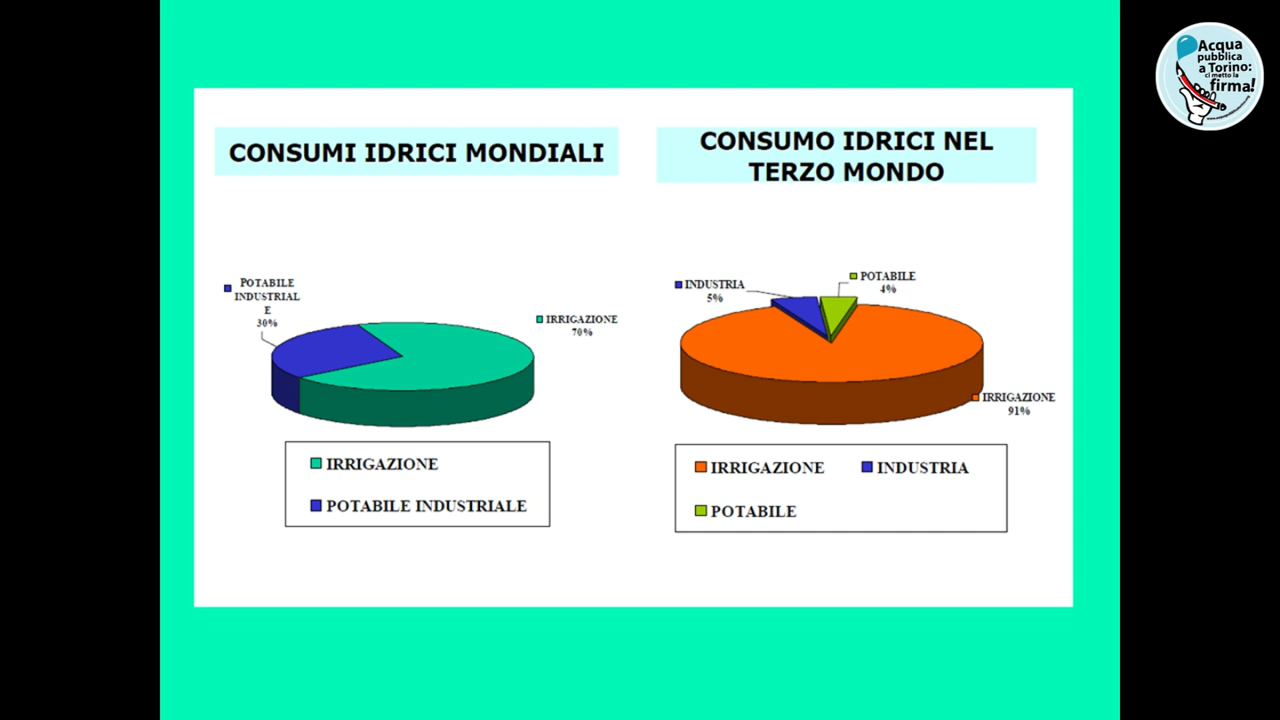 Acqua
pubblica
a Torino:
ci metto la
firma!
CONSUMI IDRICI MONDIALI
POTABILE
INDUSTRIAL
E
30%
IRRIGAZIONE
70%
IRRIGAZIONE
POTABILE INDUSTRIALE
CONSUMO IDRICI NEL
TERZO MONDO
INDUSTRIA
5%
POTABILE
4%
IRRIGAZIONE
91%
IRRIGAZIONE INDUSTRIA
POTABILE